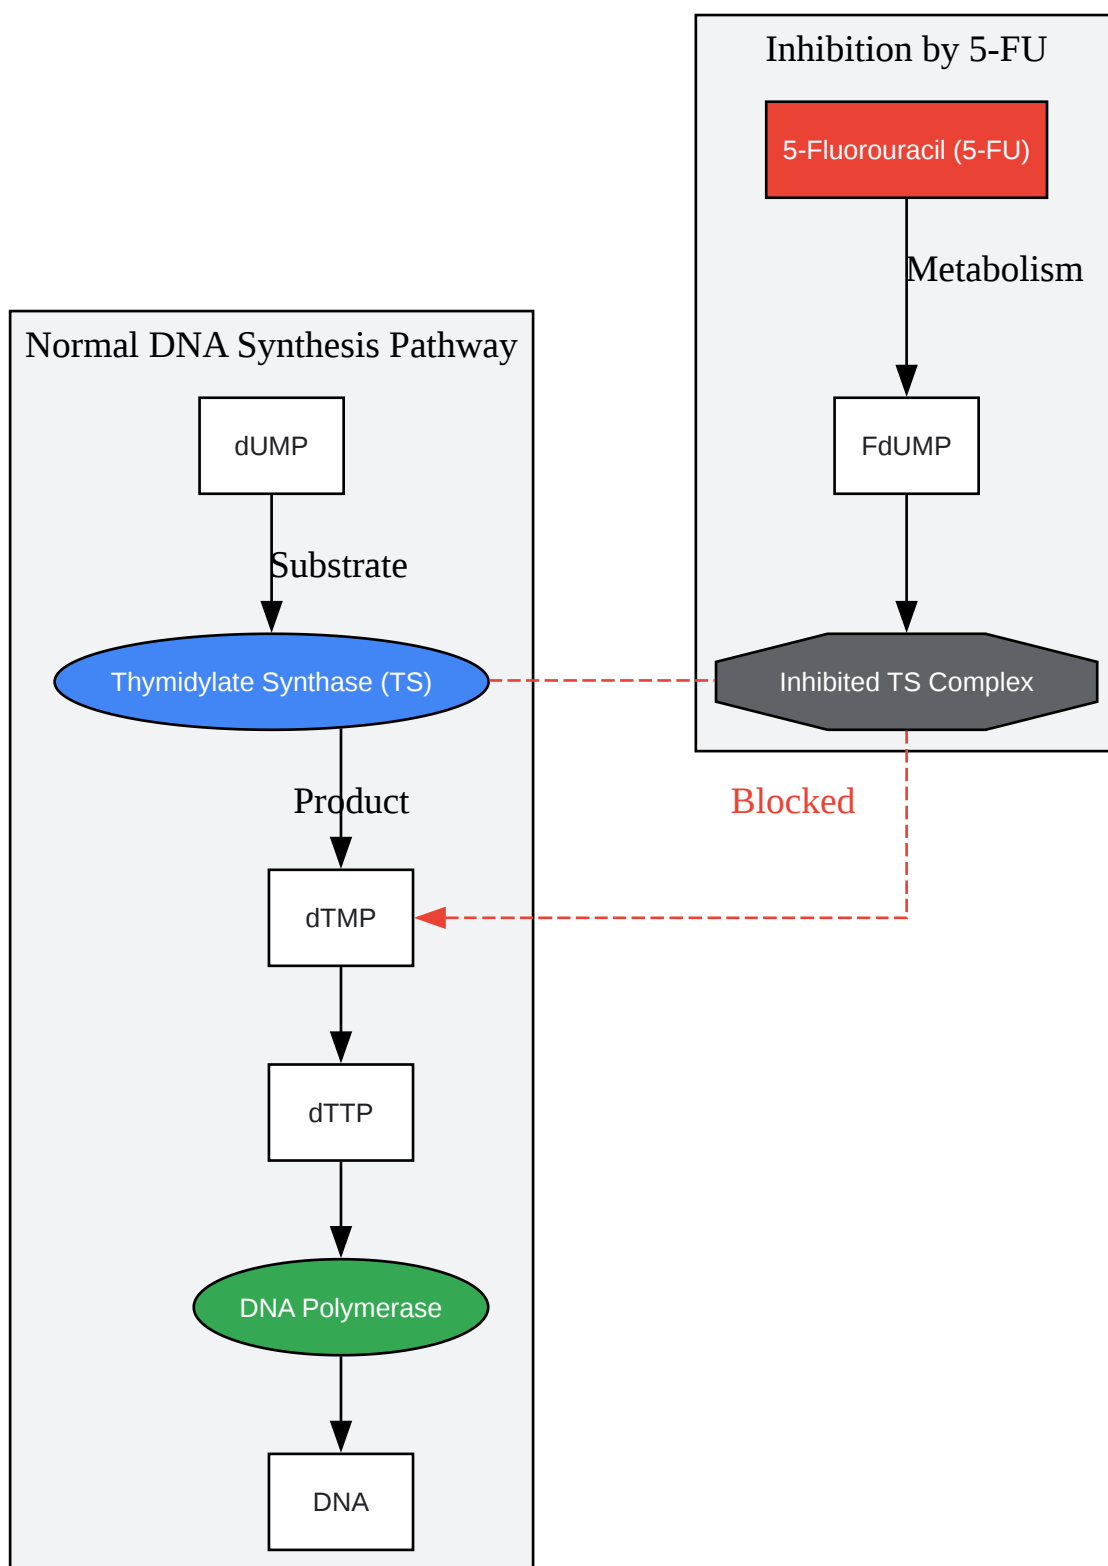 Inhibition by 5-FU
5-Fluorouracil (5-FU)
Metabolism
FdUMP
Inhibited TS Complex
Blocked
Normal DNA Synthesis Pathway
dUMP
Substrate
Thymidylate Synthase (TS)
Product
dTMP
dTTP
DNA Polymerase
DNA